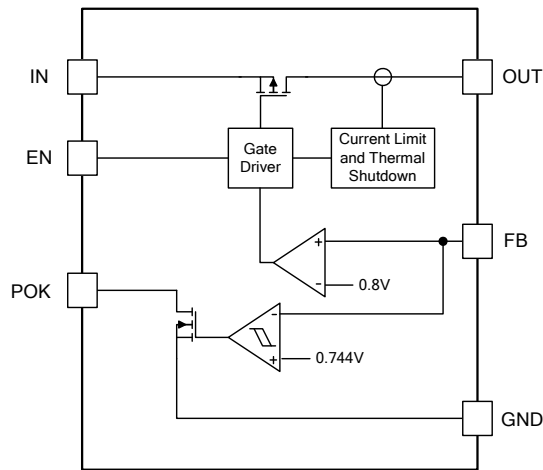 IN
OUT
EN
Gate
Driver
Current Limit
and Thermal
Shutdown
+
FB
-
0.8V
POK
-
+
0.744V
GND